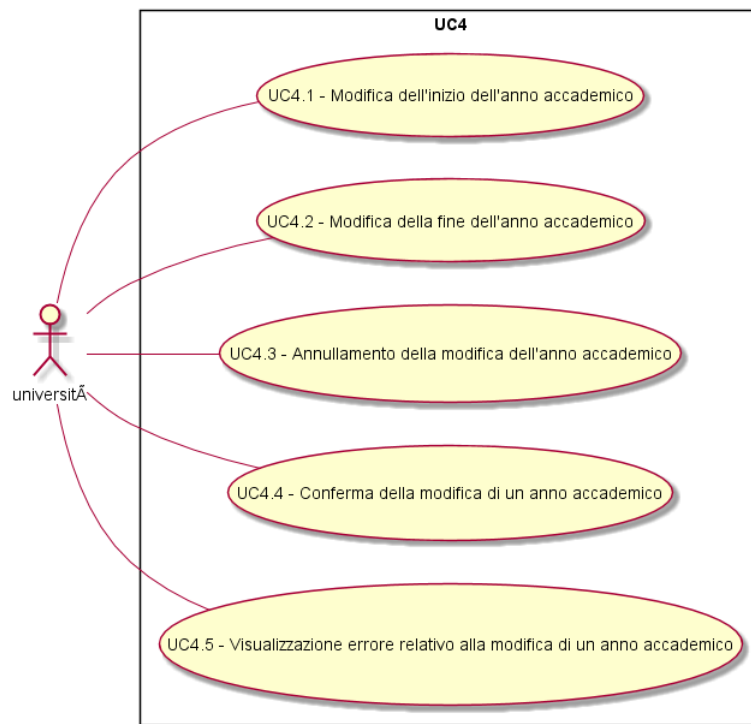 UC4
UC4.1 - Modifica dell'inizio dell'anno accademico
UC4.2 - Modifica della fine dell'anno accademico
UC4.3 - Annullamento della modifica dell'anno accademico
universitÃ
UC4.4 - Conferma della modifica di un anno accademico
UC4.5 - Visualizzazione errore relativo alla modifica di un anno accademico